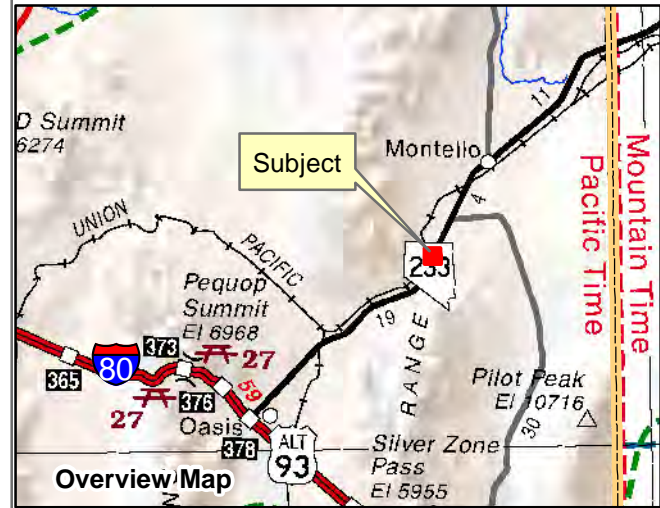 D Summit
6274
Subject
Montello
11
4
Mountain Time
Pacific Time
UNION
PACIFIC
233
19
Pequop
Summit
El 6968
373
27
80
365
27
376
59
Oasis
378
ALT
93
RANGE
Pilot Peak
El 10716
30
Silver Zone
Pass
El 5955
Overview Map